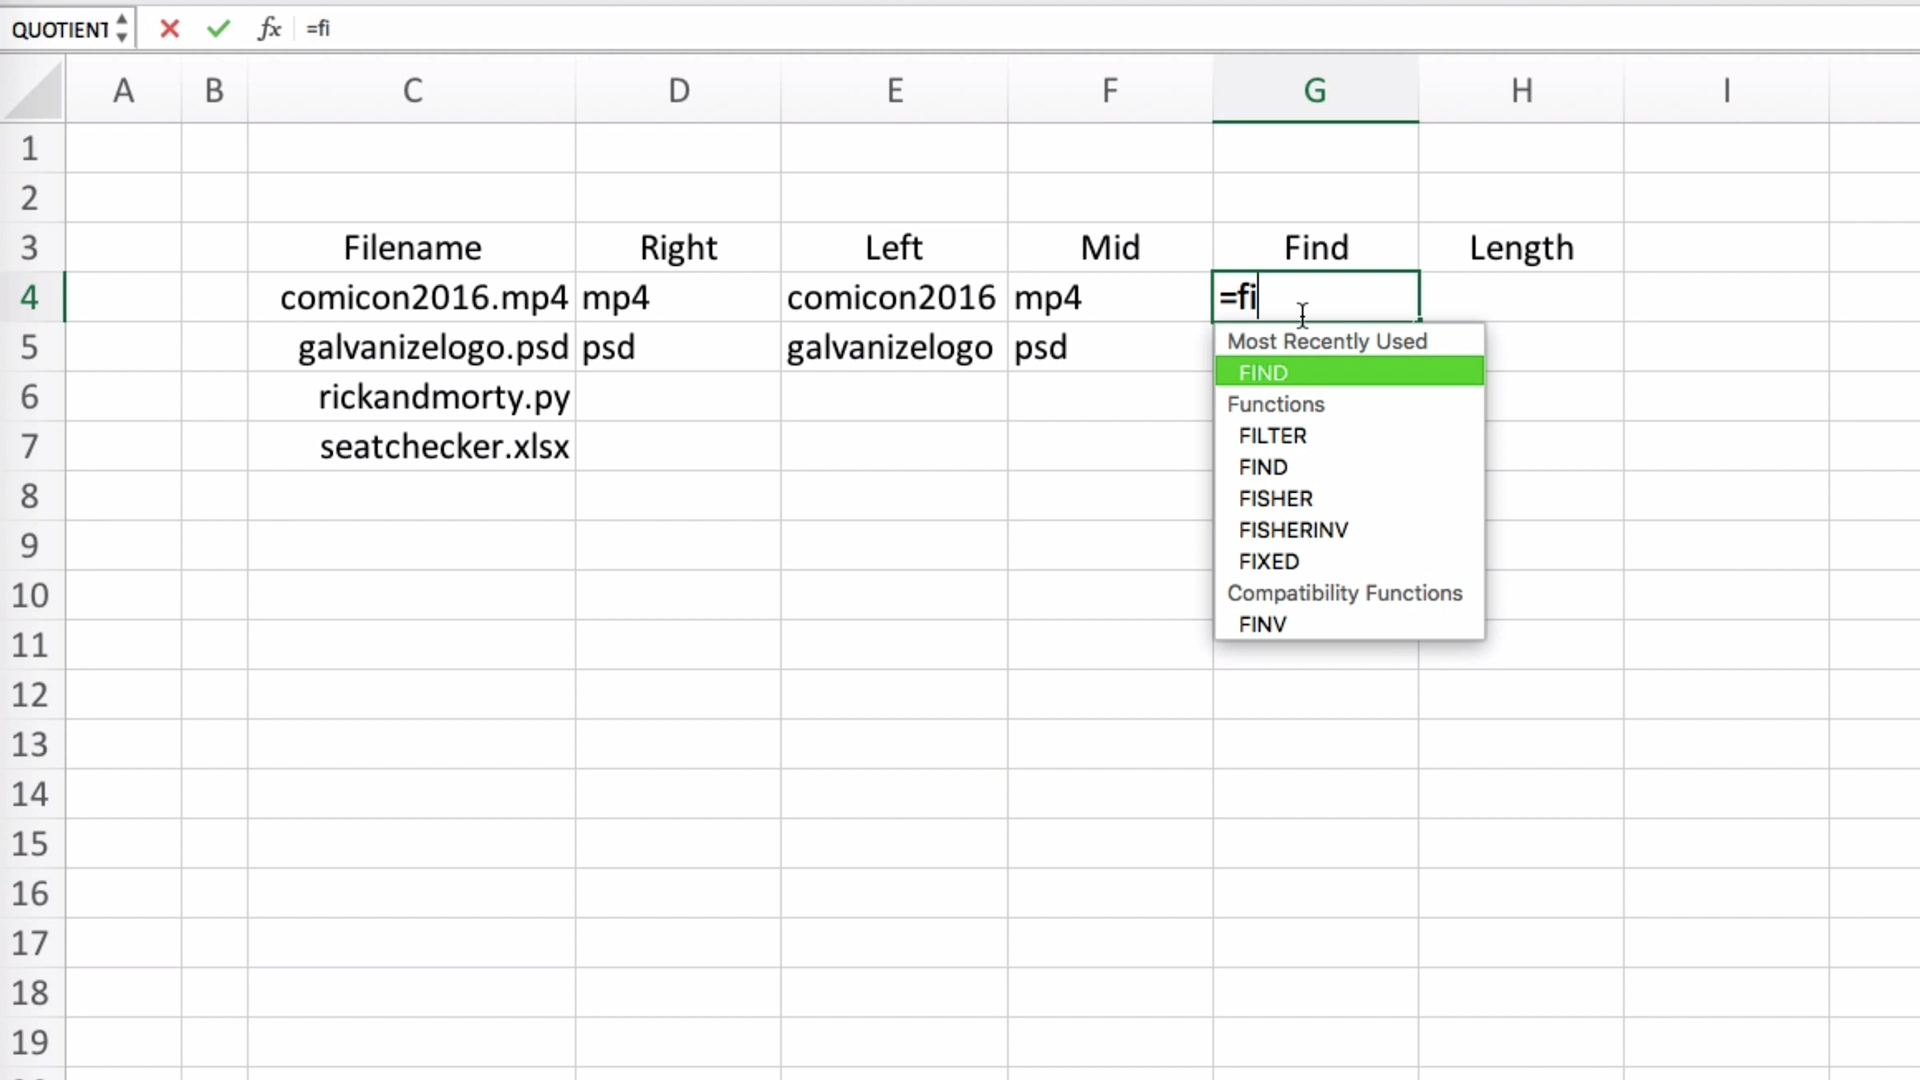 QUOTIENT fx =fi
A B C D E F G H I
1
2
3 Filename Right Left Mid Find Length
4 comicon2016.mp4 mp4 comicon2016 mp4 =fi
Most Recently Used
5 galvanizelogo.psd psd galvanizelogo psd
FIND
6 rickandmorty.py
Functions
FILTER
7 seatchecker.xlsx
FIND
8
FISHER
9
FISHERINV
FIXED
10
Compatibility Functions
FINV
11
12
13
14
15
16
17
18
19